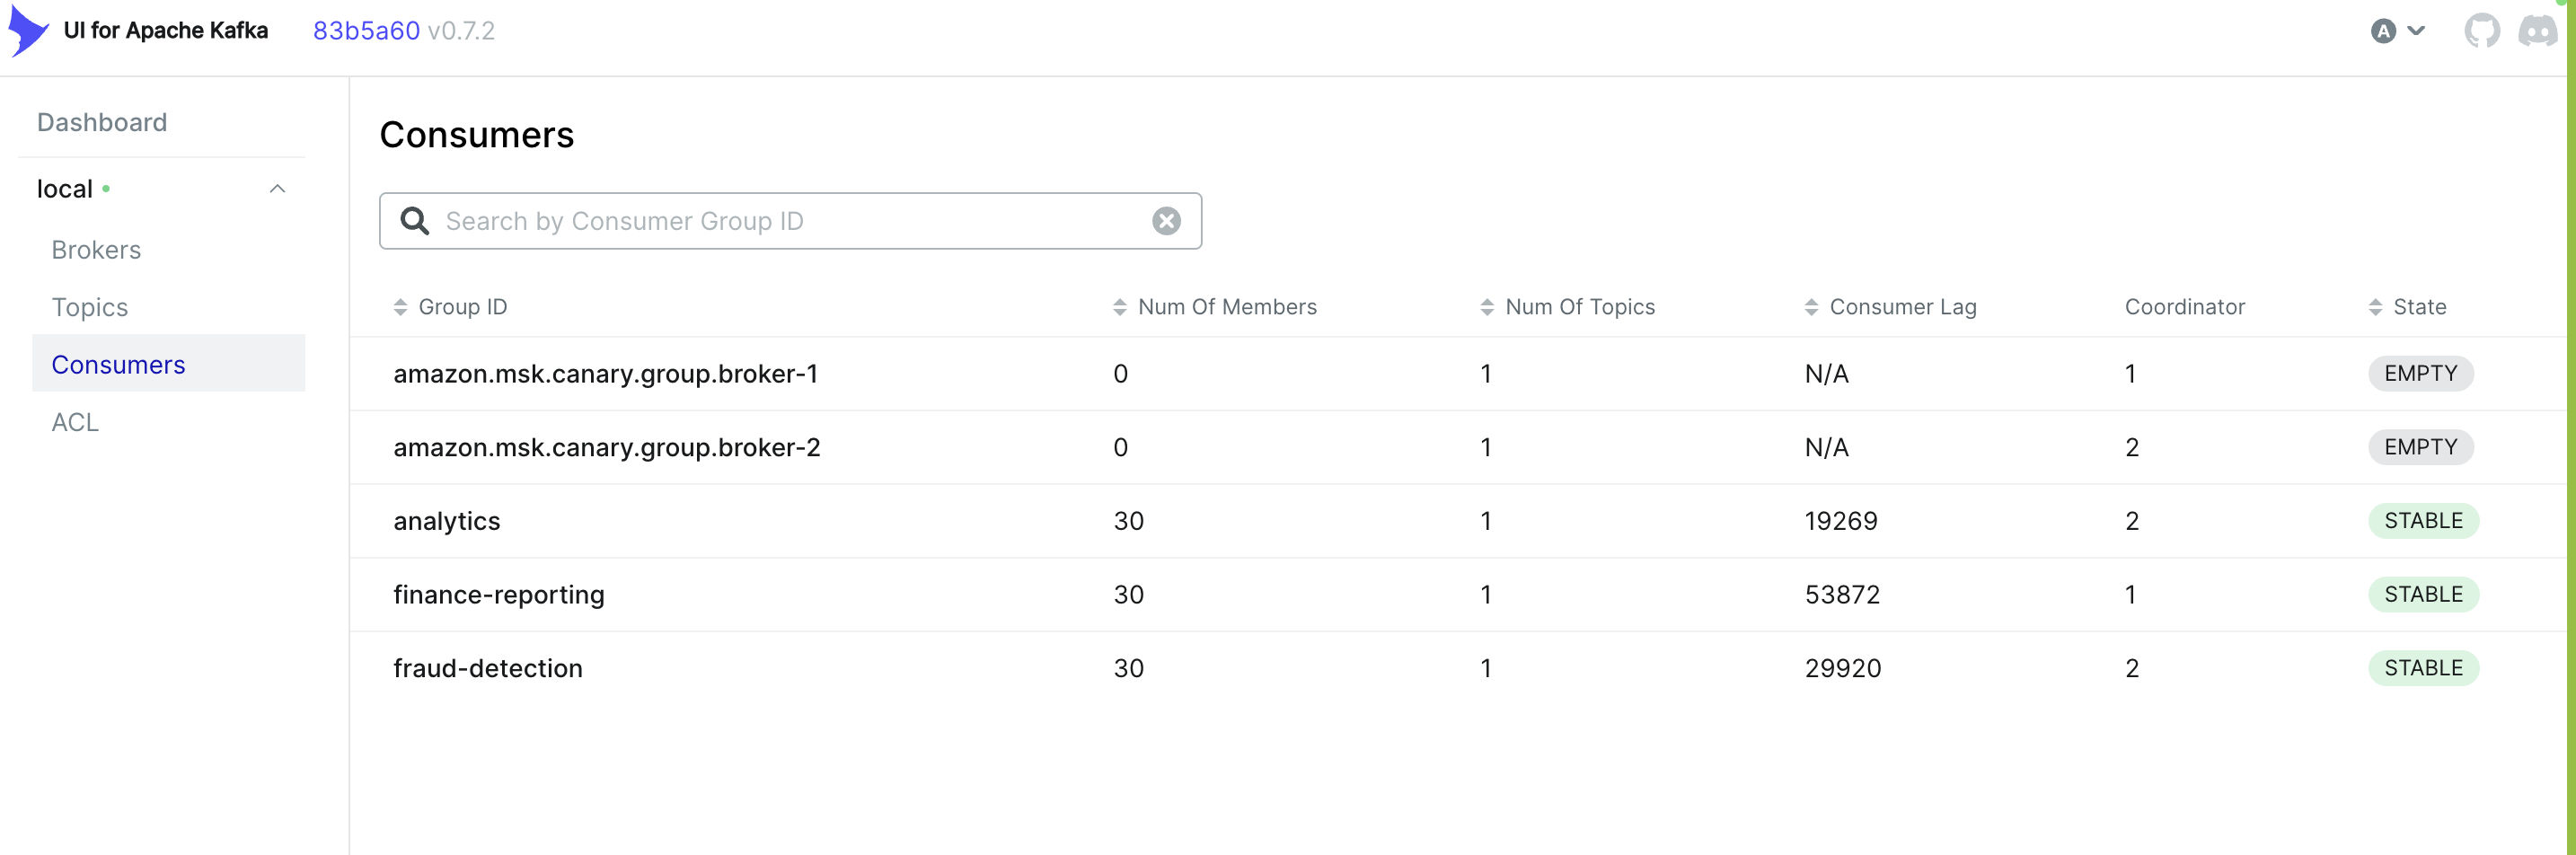 UI for Apache Kafka 83b5a60 v0.7.2 A
Dashboard
local
Brokers
Topics
Consumers
ACL
Consumers
Search by Consumer Group ID
Group ID Num Of Members Num Of Topics Consumer Lag Coordinator State
amazon.msk.canary.group.broker-1 0 1 N/A 1 EMPTY
amazon.msk.canary.group.broker-2 0 1 N/A 2 EMPTY
analytics 30 1 19269 2 STABLE
finance-reporting 30 1 53872 1 STABLE
fraud-detection 30 1 29920 2 STABLE